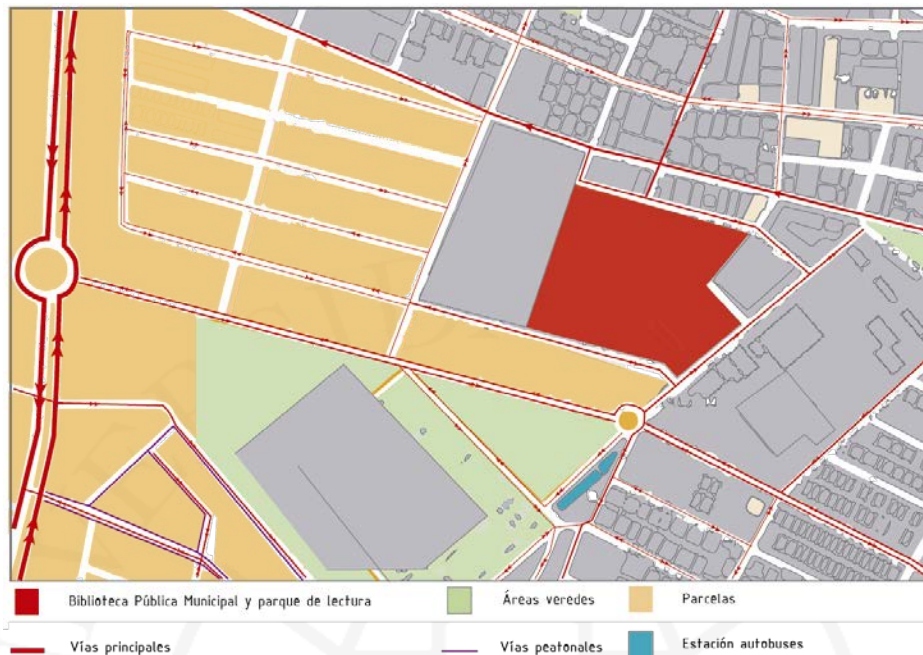 Biblioteca Pública Municipal y parque de lectura
Áreas veredes
Parcelas
Vías principales
Vías peatonales
Estación autobuses